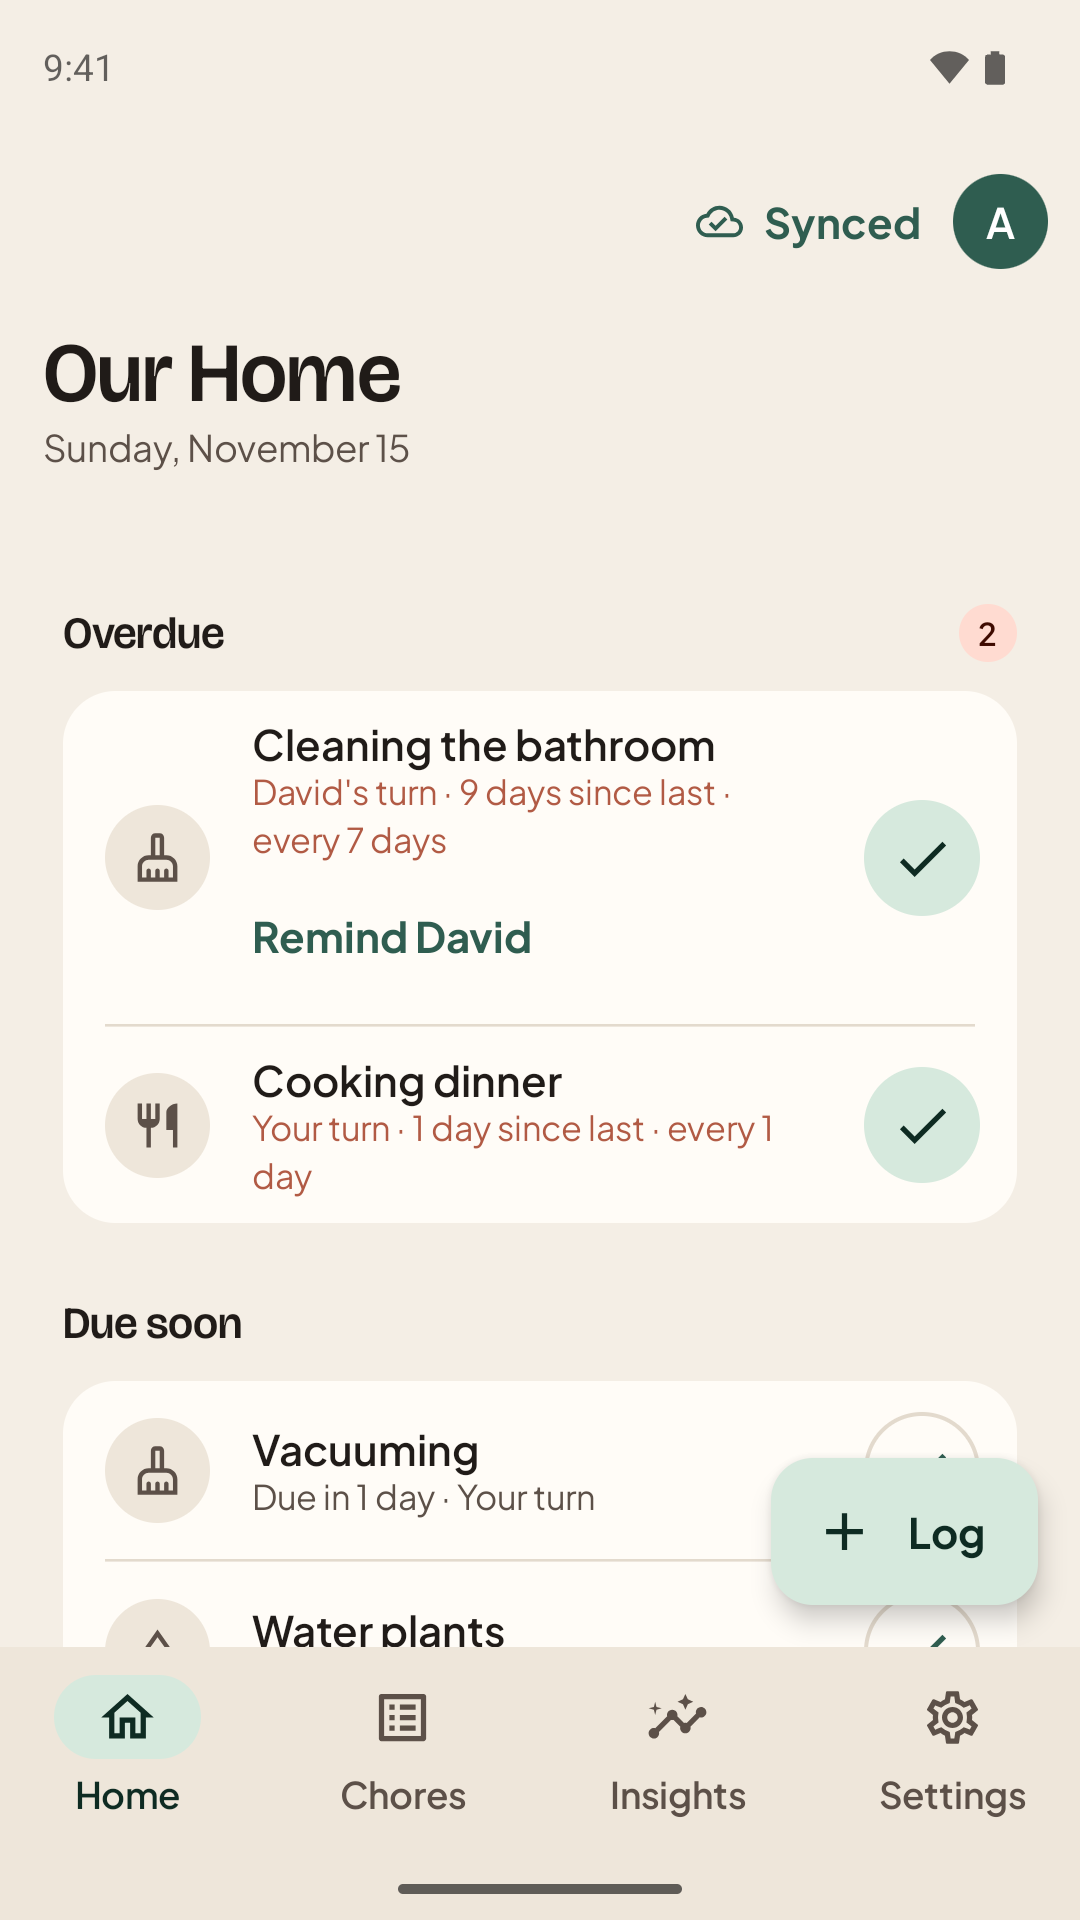 9:41
Synced
A
Our Home
Sunday, November 15
Overdue
2
Cleaning the bathroom
David's turn · 9 days since last ·
every 7 days
Remind David
Cooking dinner
Your turn · 1 day since last · every 1
day
Due soon
Vacuuming
Due in 1 day · Your turn
Log
Water plants
Home
Chores
Insights
Settings